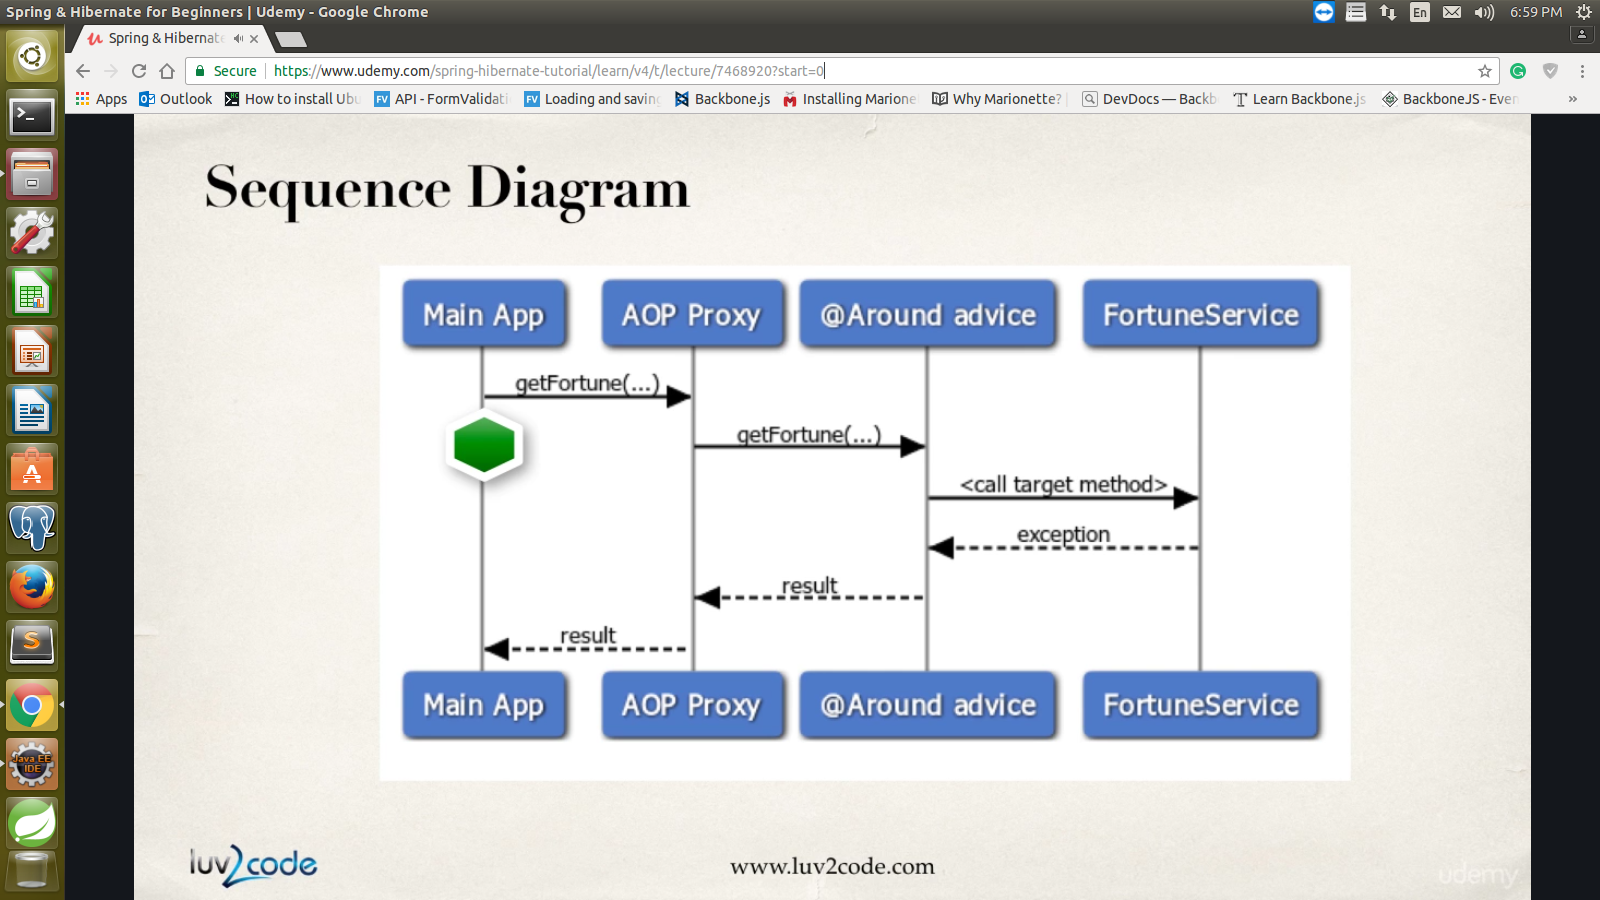 Spring & Hibernate for Beginners | Udemy - Google Chrome
En
6:59 PM
Spring & Hibernate
Secure
https://www.udemy.com/spring-hibernate-tutorial/learn/v4/t/lecture/7468920?start=0
Apps
Outlook
How to install Ubu
API - FormValidati
Loading and saving
Backbone.js
Installing Marione
Why Marionette?
DevDocs — Backb
Learn Backbone.js
BackboneJS - Even
»
Sequence Diagram
Main App
AOP Proxy
@Around advice
FortuneService
getFortune(...)
getFortune(...)
<call target method>
exception
result
result
Main App
AOP Proxy
@Around advice
FortuneService
Java EE
IDE
luv2code
www.luv2code.com
udemy